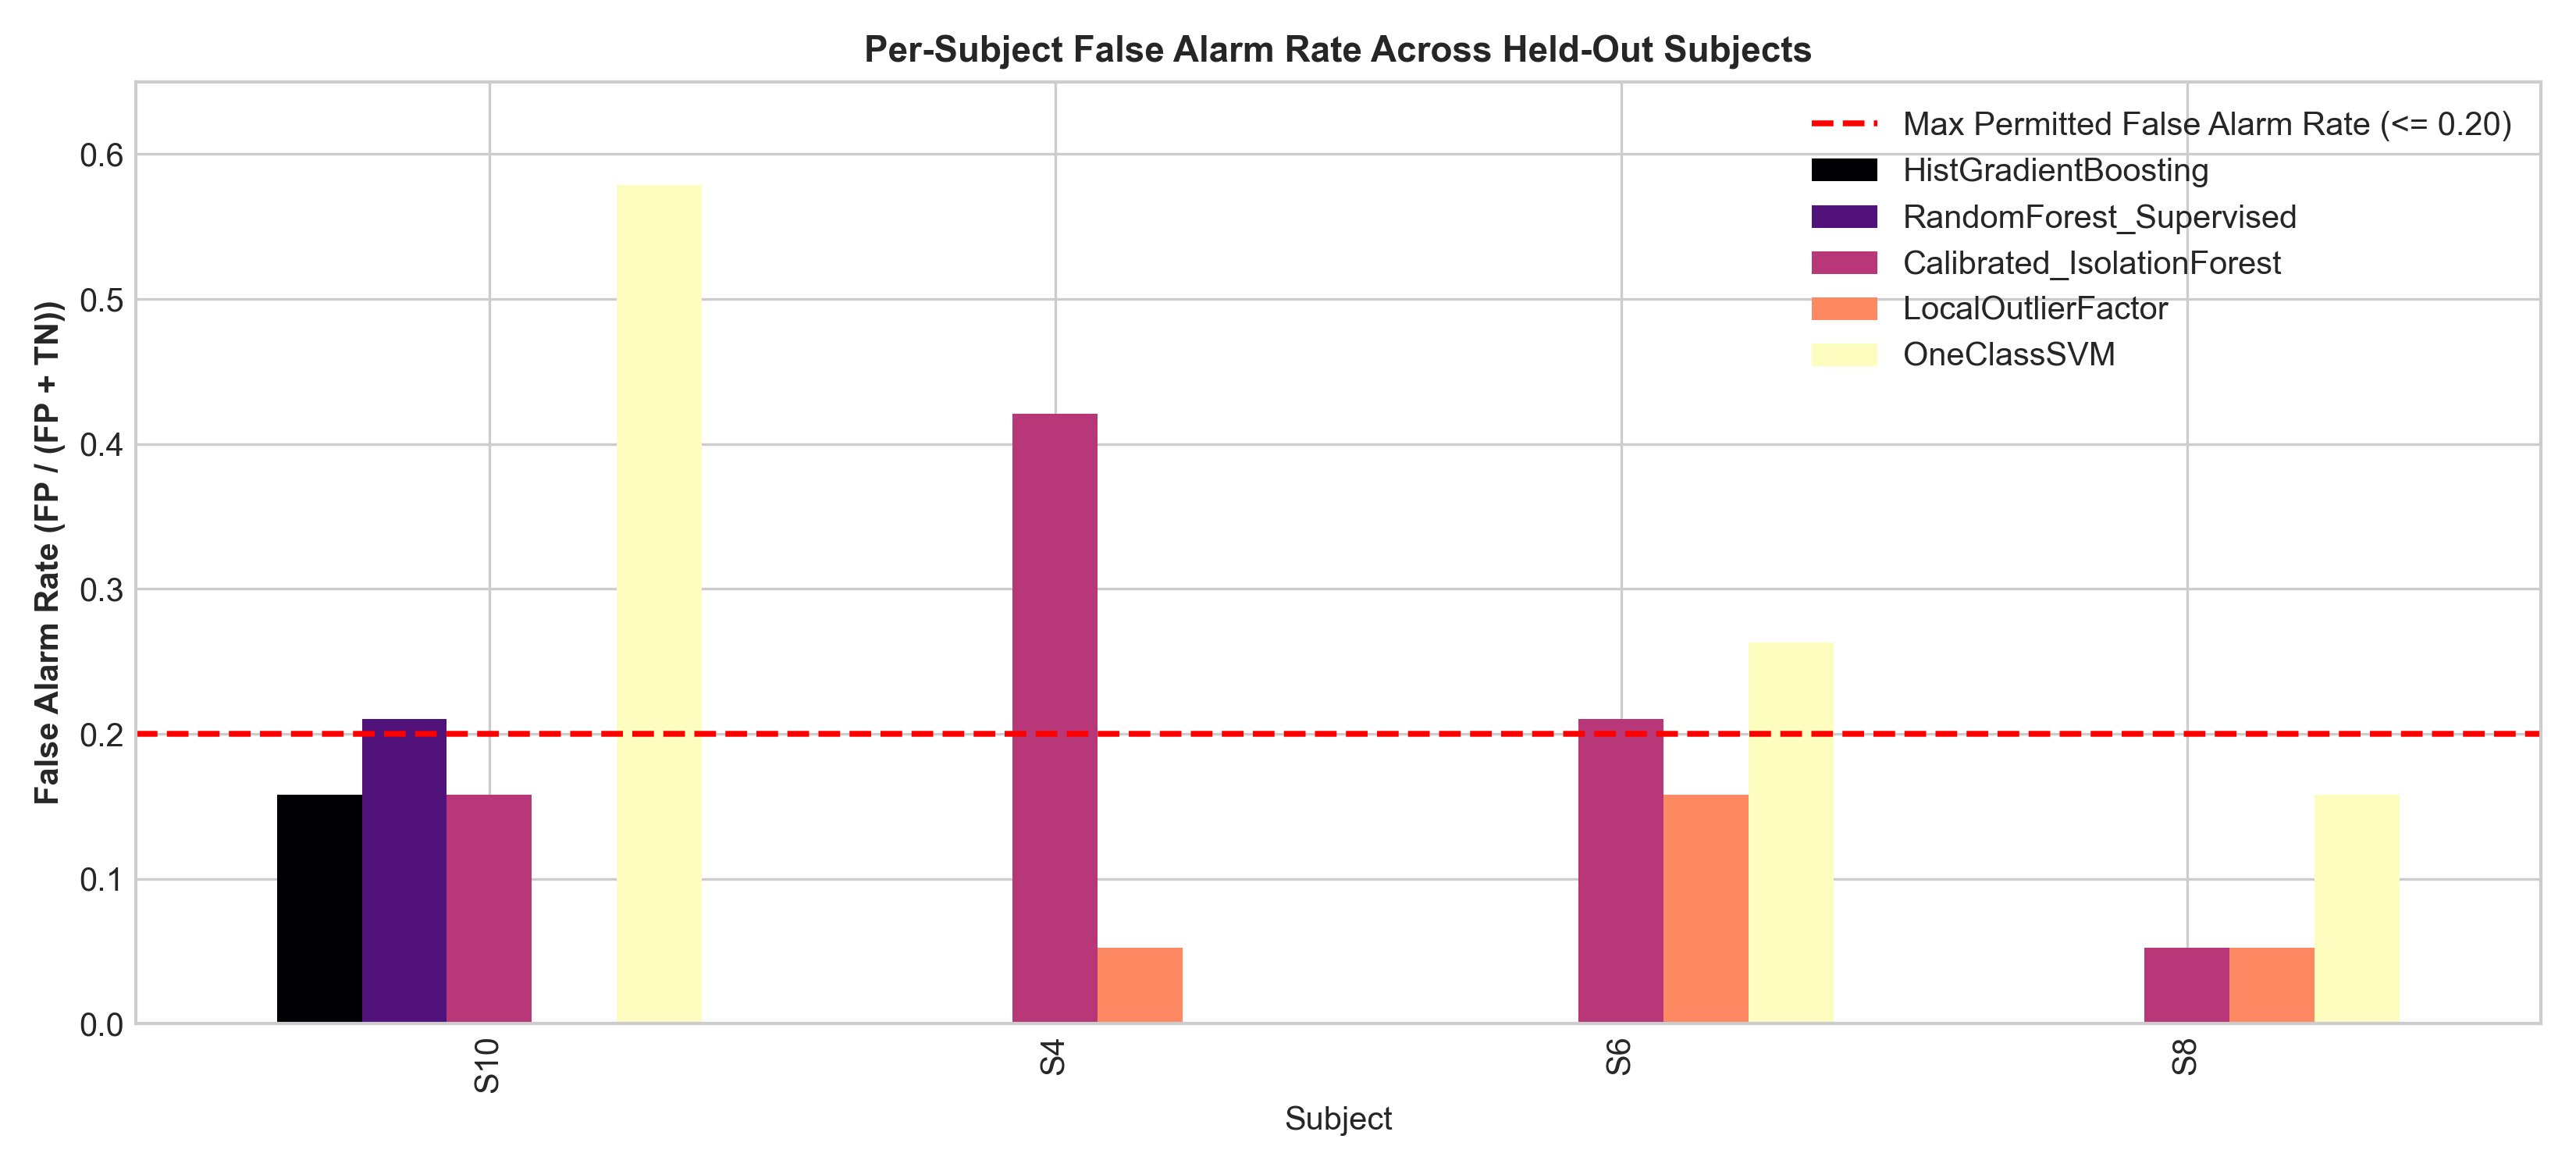 Per-Subject False Alarm Rate Across Held-Out Subjects
Max Permitted False Alarm Rate (<= 0.20)
HistGradientBoosting
RandomForest_Supervised
Calibrated_IsolationForest
LocalOutlierFactor
OneClassSVM
False Alarm Rate (FP / (FP + TN))
0.6
0.5
0.4
0.3
0.2
0.1
0.0
S10
S4
S6
S8
Subject